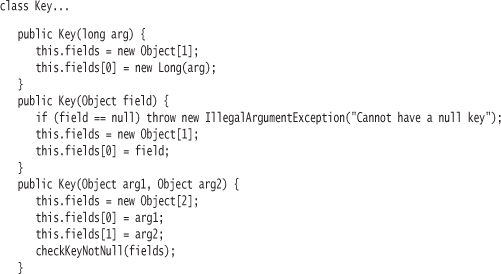 class Key...
public Key(long arg) {
this.fields = new Object[1];
this.fields[0] = new Long(arg);
}
public Key(Object field) {
if (field == null) throw new IllegalArgumentException("Cannot have a null key");
this.fields = new Object[1];
this.fields[0] = field;
}
public Key(Object arg1, Object arg2) {
this.fields = new Object[2];
this.fields[0] = arg1;
this.fields[1] = arg2;
checkKeyNotNull(fields);
}